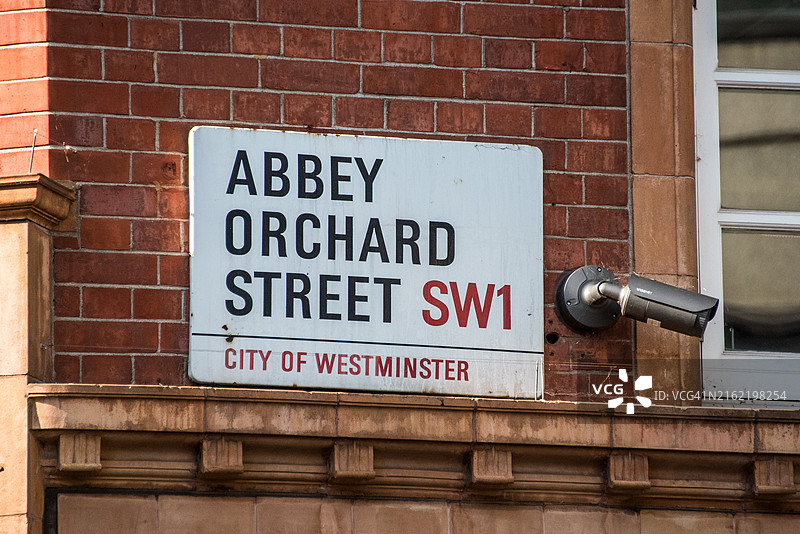 ABBEY
ORCHARD
STREET SW1
CITY OF WESTMINSTER
VCG
ID: VCG41N2162198254